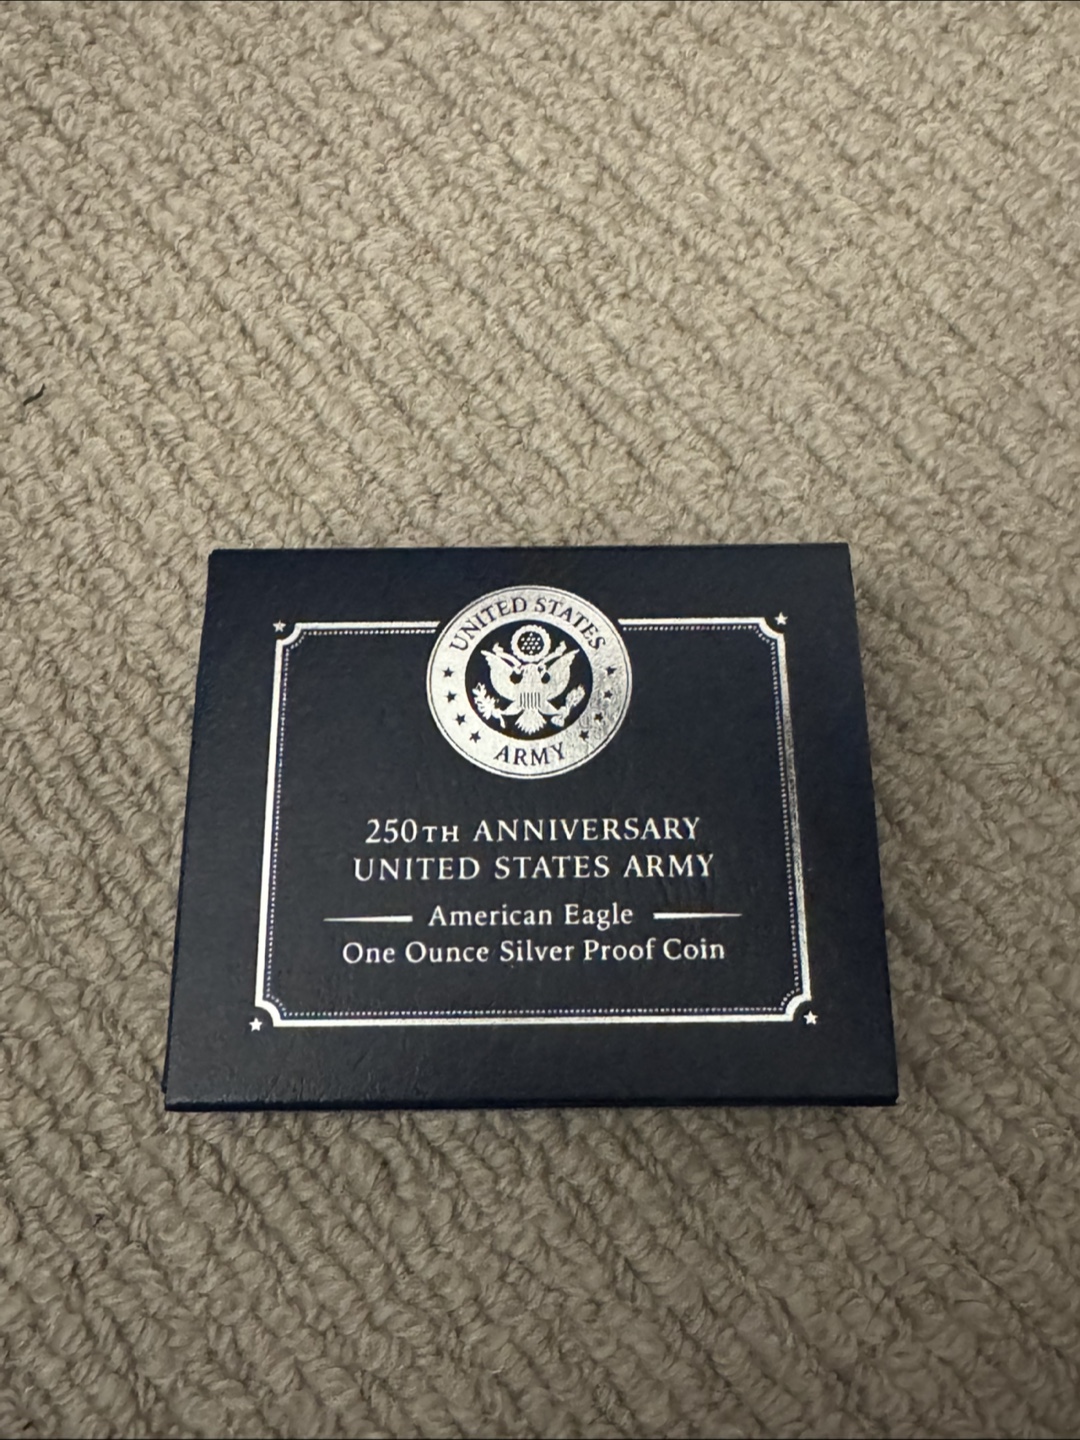 UNITED STATES
ARMY
250TH ANNIVERSARY
UNITED STATES ARMY
American Eagle
One Ounce Silver Proof Coin